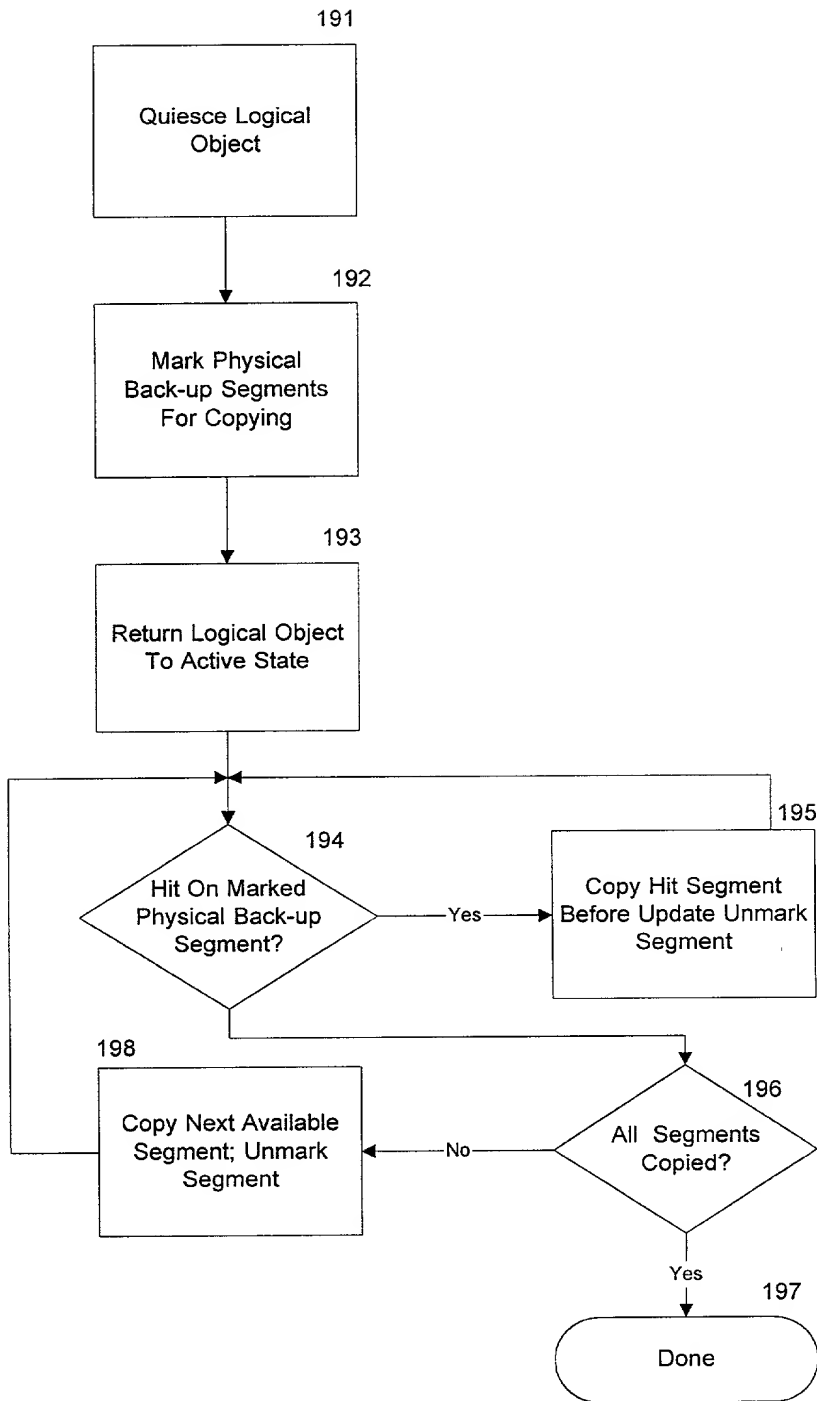 191
Quiesce Logical
Object
192
Mark Physical
Back-up Segments
For Copying
193
Return Logical Object
To Active State
194
Hit On Marked
Physical Back-up
Segment?
Yes
195
Copy Hit Segment
Before Update Unmark
Segment
196
All Segments
Copied?
No
198
Copy Next Available
Segment; Unmark
Segment
Yes
197
Done